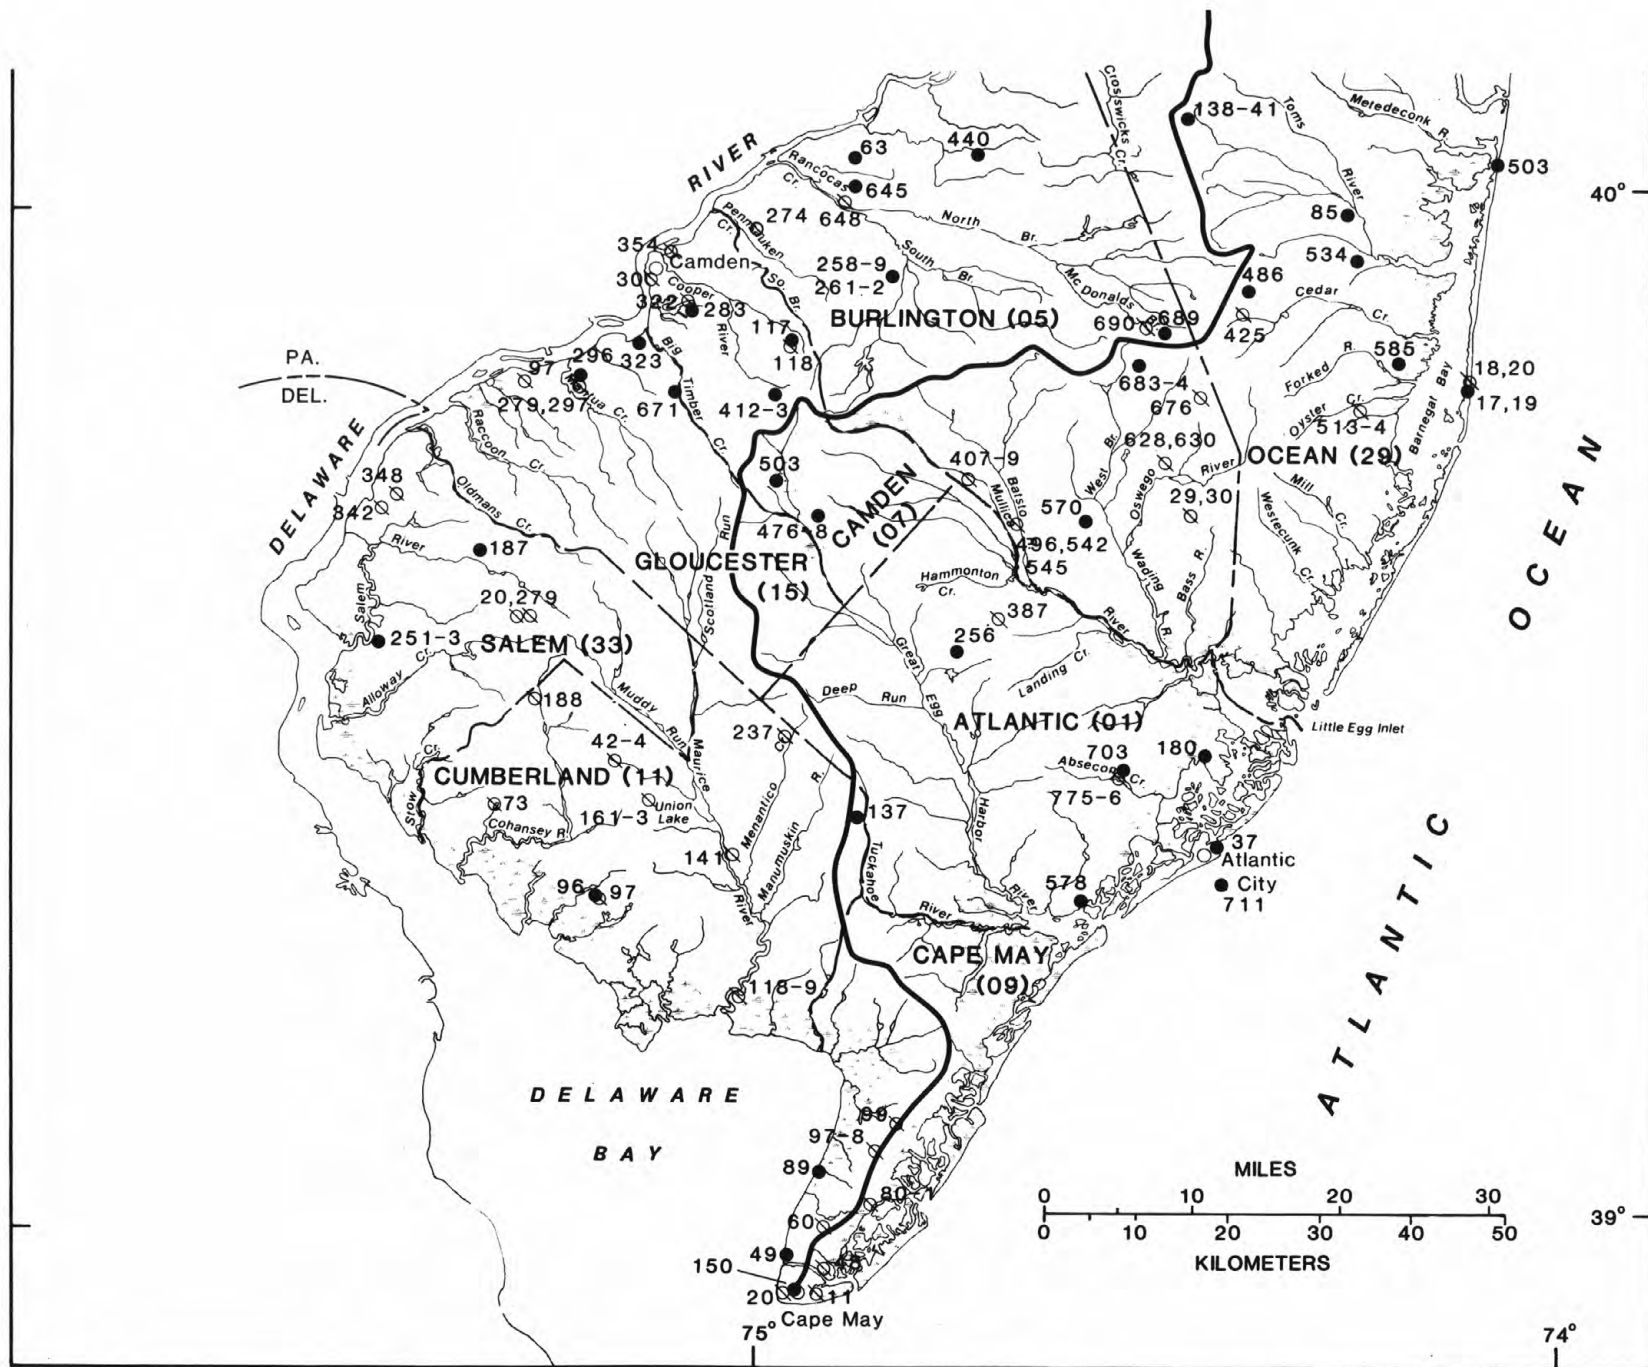 Crosswicks Cr.
138-41
Toms
River
Metedeconk R.
63
440
503
RIVER
Rancocas
Cr.
645
40°
274
648
North
Br.
85
Pennsauken
Cr.
354
Camden
South
Br.
258-9
261-2
534
So. Br.
30
Cooper
River
322
283
Mc Donalds
486
Cedar
Cr.
BURLINGTON (05)
117
118
690
689
425
PA.
DEL.
97
296
323
Big
Timber
Cr.
Forked
R.
585
18,20
17,19
279,297
Mantua Cr.
671
412-3
683-4
676
Oyster
Cr.
513-4
Barnegat Bay
Raccoon
Cr.
628,630
OCEAN (29)
DELAWARE
348
342
Oldmans
Cr.
503
CAMDEN
(07)
407-9
Batsto
Mullica
West
Br.
Oswego
River
29,30
Mill
Cr.
Westecunk
Cr.
570
River
187
Run
476-8
496,542
545
GLOUCESTER
(15)
Hammonton
Cr.
Wading
R.
Bass R.
OCEAN
Salem
20,279
Scotland
387
River
251-3
SALEM (33)
256
Great
Egg
Harbor
River
Alloway
Cr.
Landing Cr.
188
Muddy
Run
Deep
Run
ATLANTIC (01)
Little Egg Inlet
42-4
237
703
180
Cr.
CUMBERLAND (11)
Maurice
River
Absecon
Cr.
775-6
Stow
73
161-3
Union
Lake
Menantico
R.
137
Cohansey R.
Manumuskin
Tuckahoe
River
37
Atlantic
City
711
141
96
97
578
CAPE MAY
(09)
118-9
ATLANTIC
DELAWARE
BAY
99
97-8
89
80-1
60
MILES
0 10 20 30
0 10 20 30 40 50
KILOMETERS
39°
49
48
150
20
11
Cape May
75°
74°